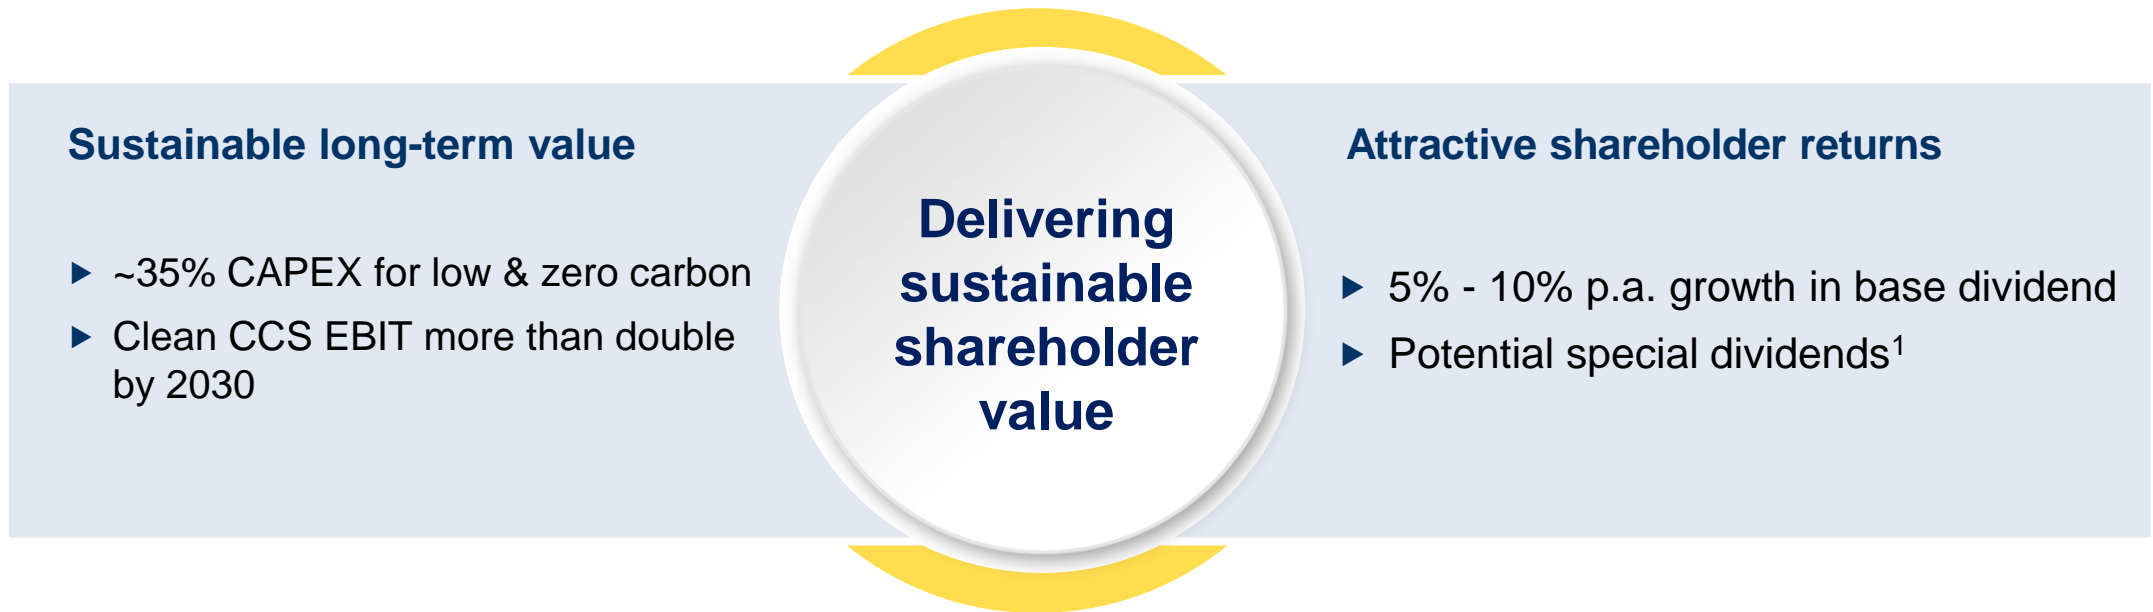 Sustainable long-term value
▶ ~35% CAPEX for low & zero carbon
▶ Clean CCS EBIT more than double
by 2030
Delivering
sustainable
shareholder
value
Attractive shareholder returns
▶ 5% - 10% p.a. growth in base dividend
▶ Potential special dividends¹